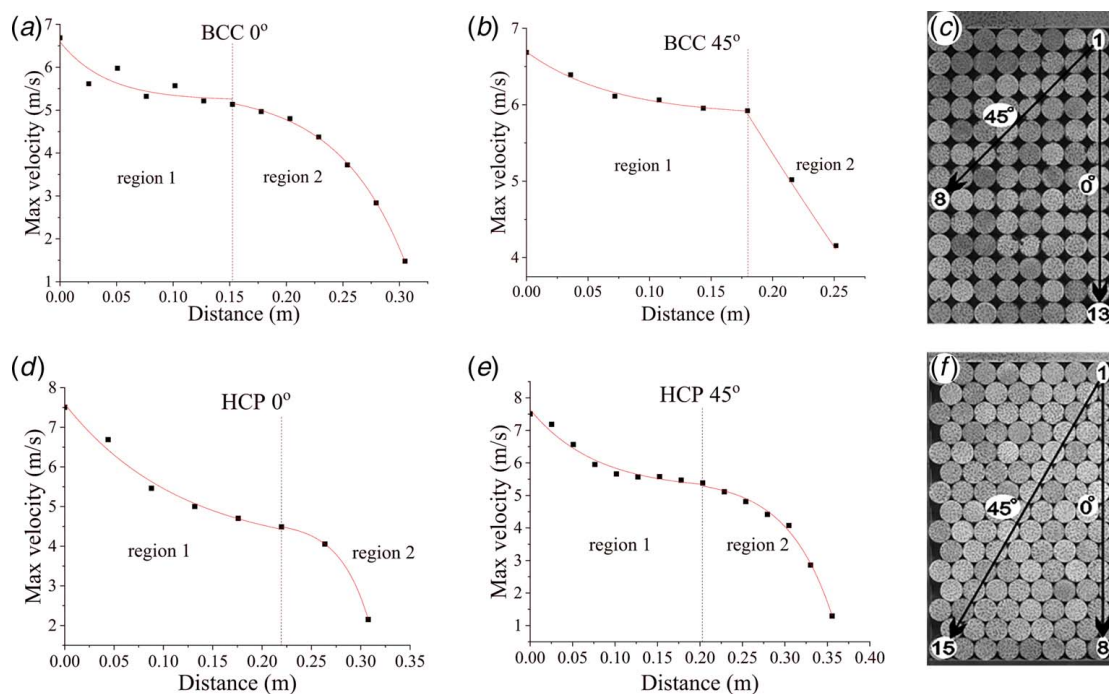 (a)
BCC 0°
Max velocity (m/s)
7
6
5
4
3
2
1
region 1
region 2
0.00 0.05 0.10 0.15 0.20 0.25 0.30
Distance (m)
(b)
BCC 45°
Max velocity (m/s)
7
6
5
4
region 1
region 2
0.00 0.05 0.10 0.15 0.20 0.25
Distance (m)
(c)
1
45°
0°
8
13
(d)
HCP 0°
Max velocity (m/s)
8
7
6
5
4
3
2
region 1
region 2
0.00 0.05 0.10 0.15 0.20 0.25 0.30 0.35
Distance (m)
(e)
HCP 45°
Max velocity (m/s)
8
7
6
5
4
3
2
1
region 1
region 2
0.00 0.05 0.10 0.15 0.20 0.25 0.30 0.35 0.40
Distance (m)
(f)
1
45°
0°
15
8